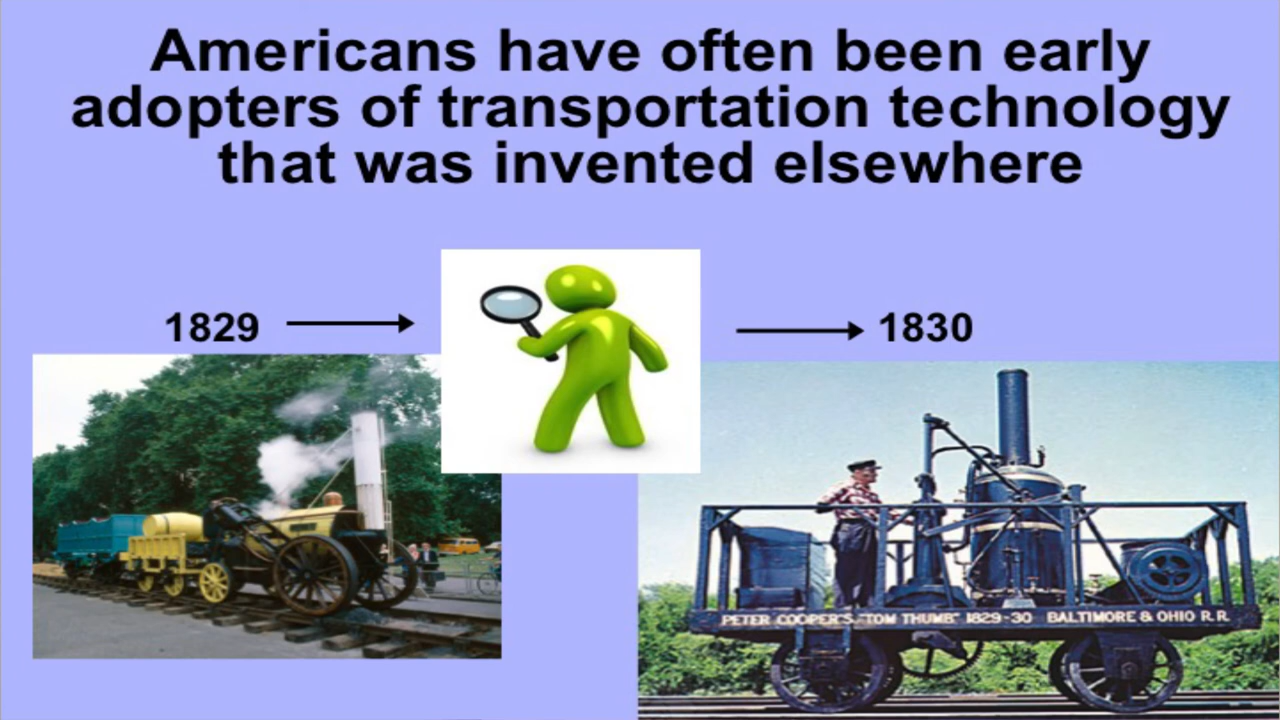 Americans have often been early
adopters of transportation technology
that was invented elsewhere
1829
1830
PETER COOPER'S "TOM THUMB" 1829-30 BALTIMORE & OHIO R.R.